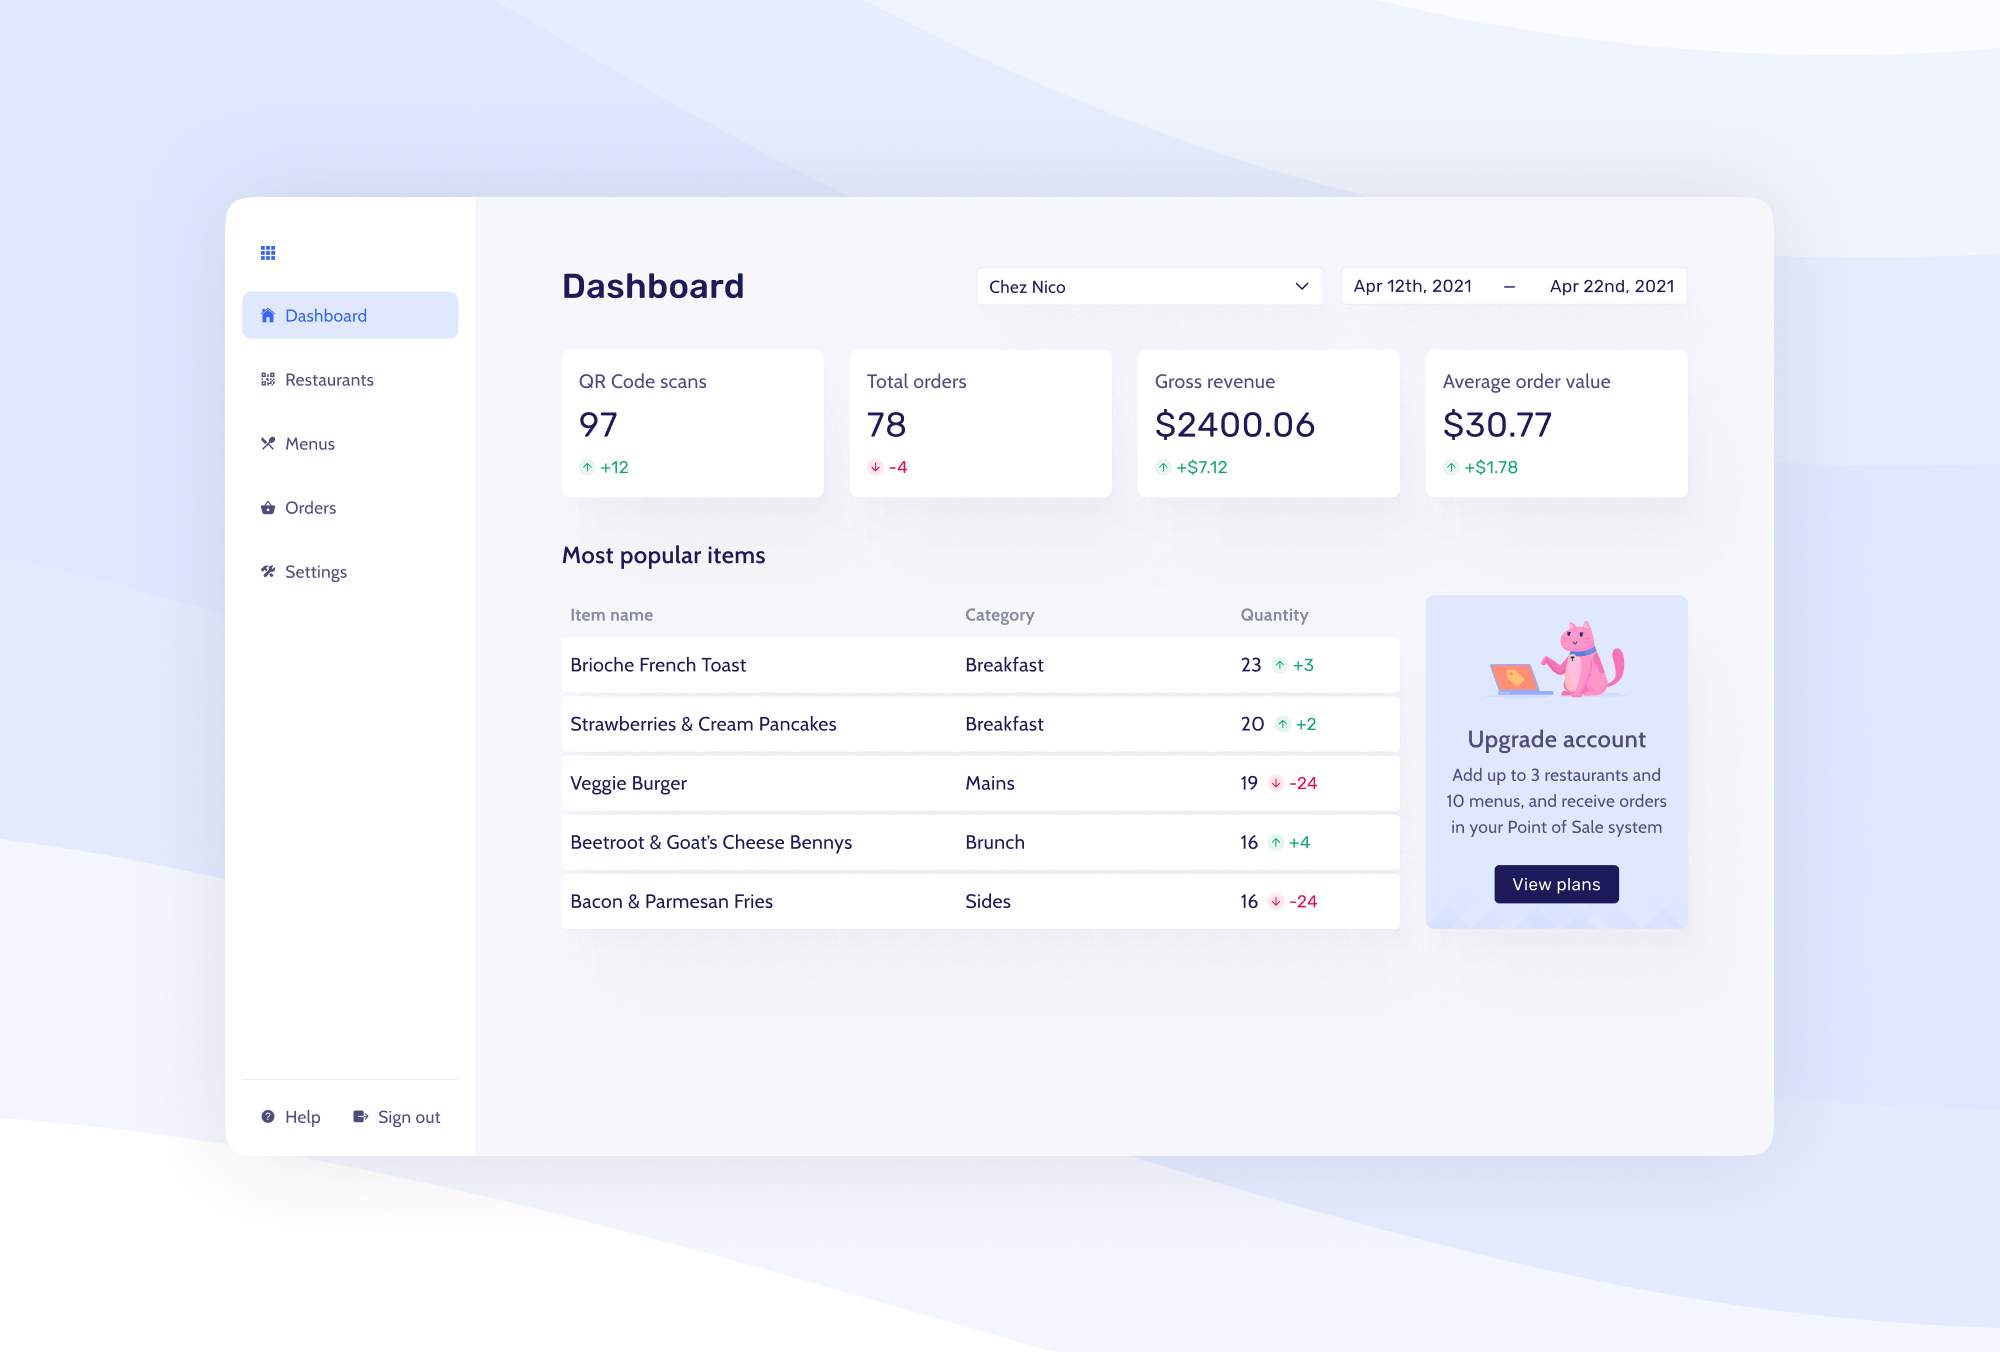 Dashboard
Restaurants
Menus
Orders
Settings
Help
Sign out
Dashboard
Chez Nico
Apr 12th, 2021 – Apr 22nd, 2021
QR Code scans
97
+12
Total orders
78
-4
Gross revenue
$2400.06
+$7.12
Average order value
$30.77
+$1.78
Most popular items
Item name Category Quantity
Brioche French Toast Breakfast 23 +3
Strawberries & Cream Pancakes Breakfast 20 +2
Veggie Burger Mains 19 -24
Beetroot & Goat’s Cheese Bennys Brunch 16 +4
Bacon & Parmesan Fries Sides 16 -24
Upgrade account
Add up to 3 restaurants and
10 menus, and receive orders
in your Point of Sale system
View plans